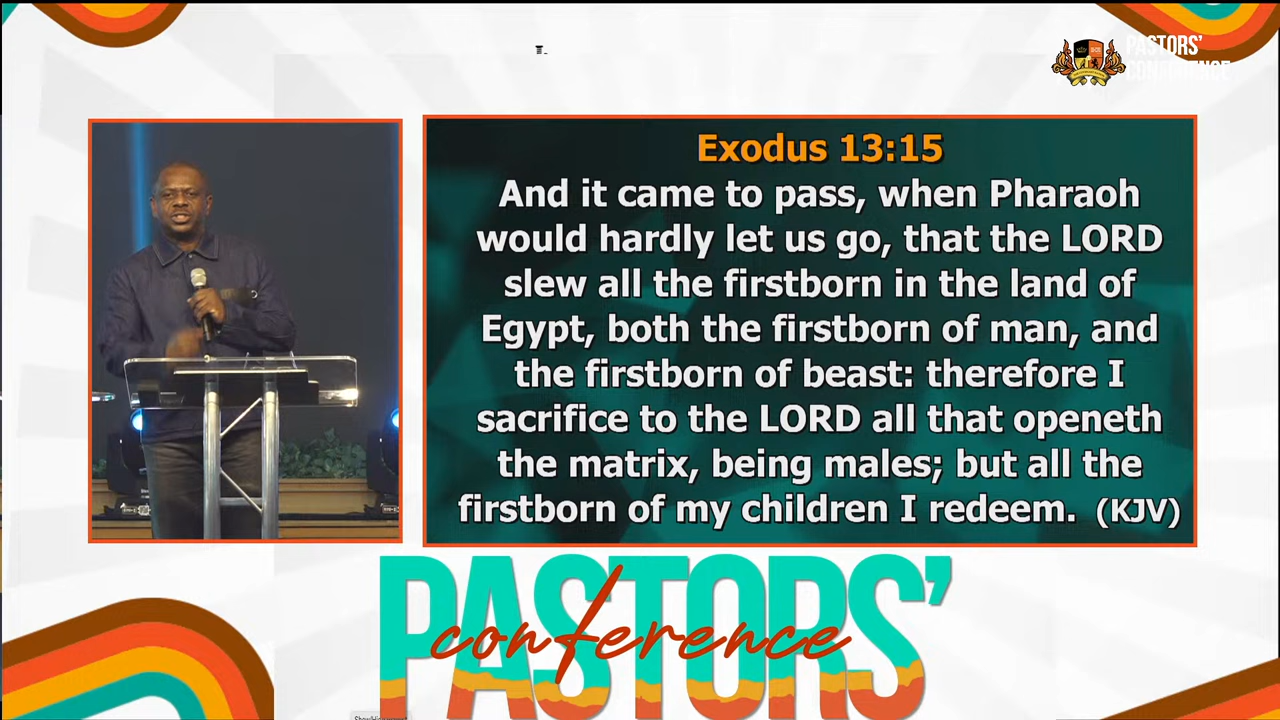 PASTORS'
CONFERENCE
Exodus 13:15
And it came to pass, when Pharaoh
would hardly let us go, that the LORD
slew all the firstborn in the land of
Egypt, both the firstborn of man, and
the firstborn of beast: therefore I
sacrifice to the LORD all that openeth
the matrix, being males; but all the
firstborn of my children I redeem. (KJV)
PASTORS'
conference